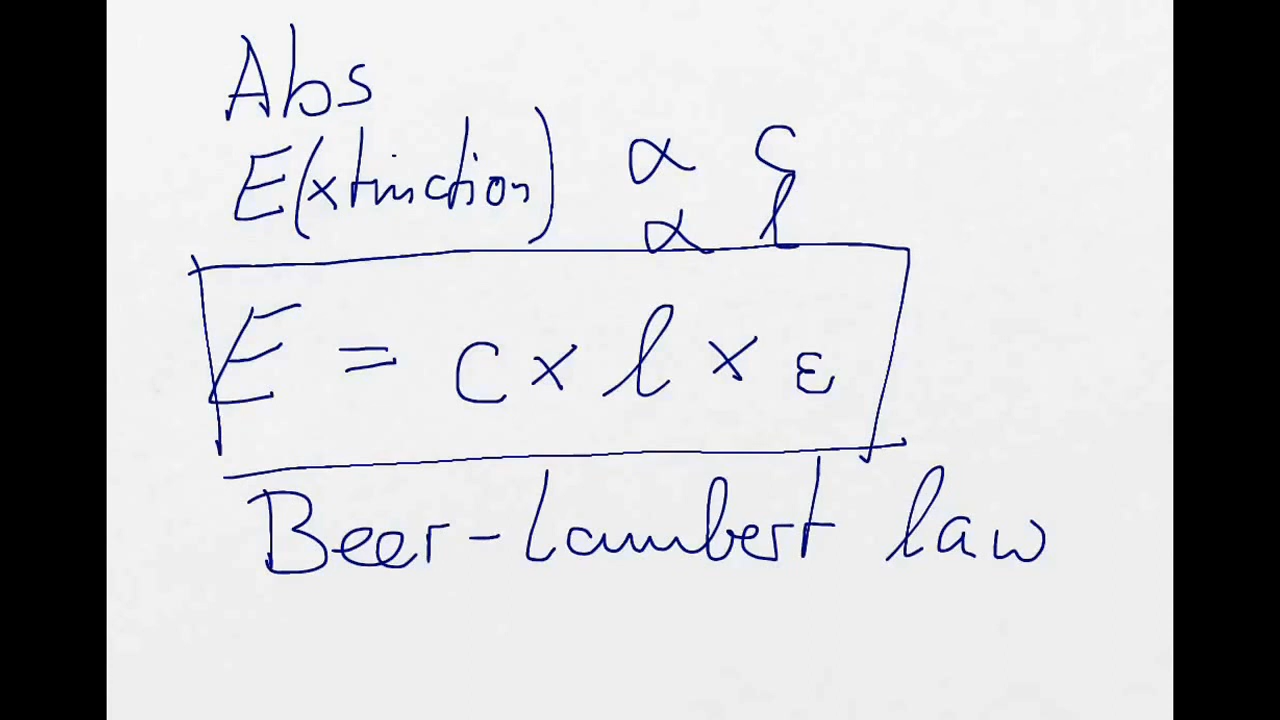 Abs
E(xtinction) α c
α l
E = c x l x ε
Beer-Lambert law